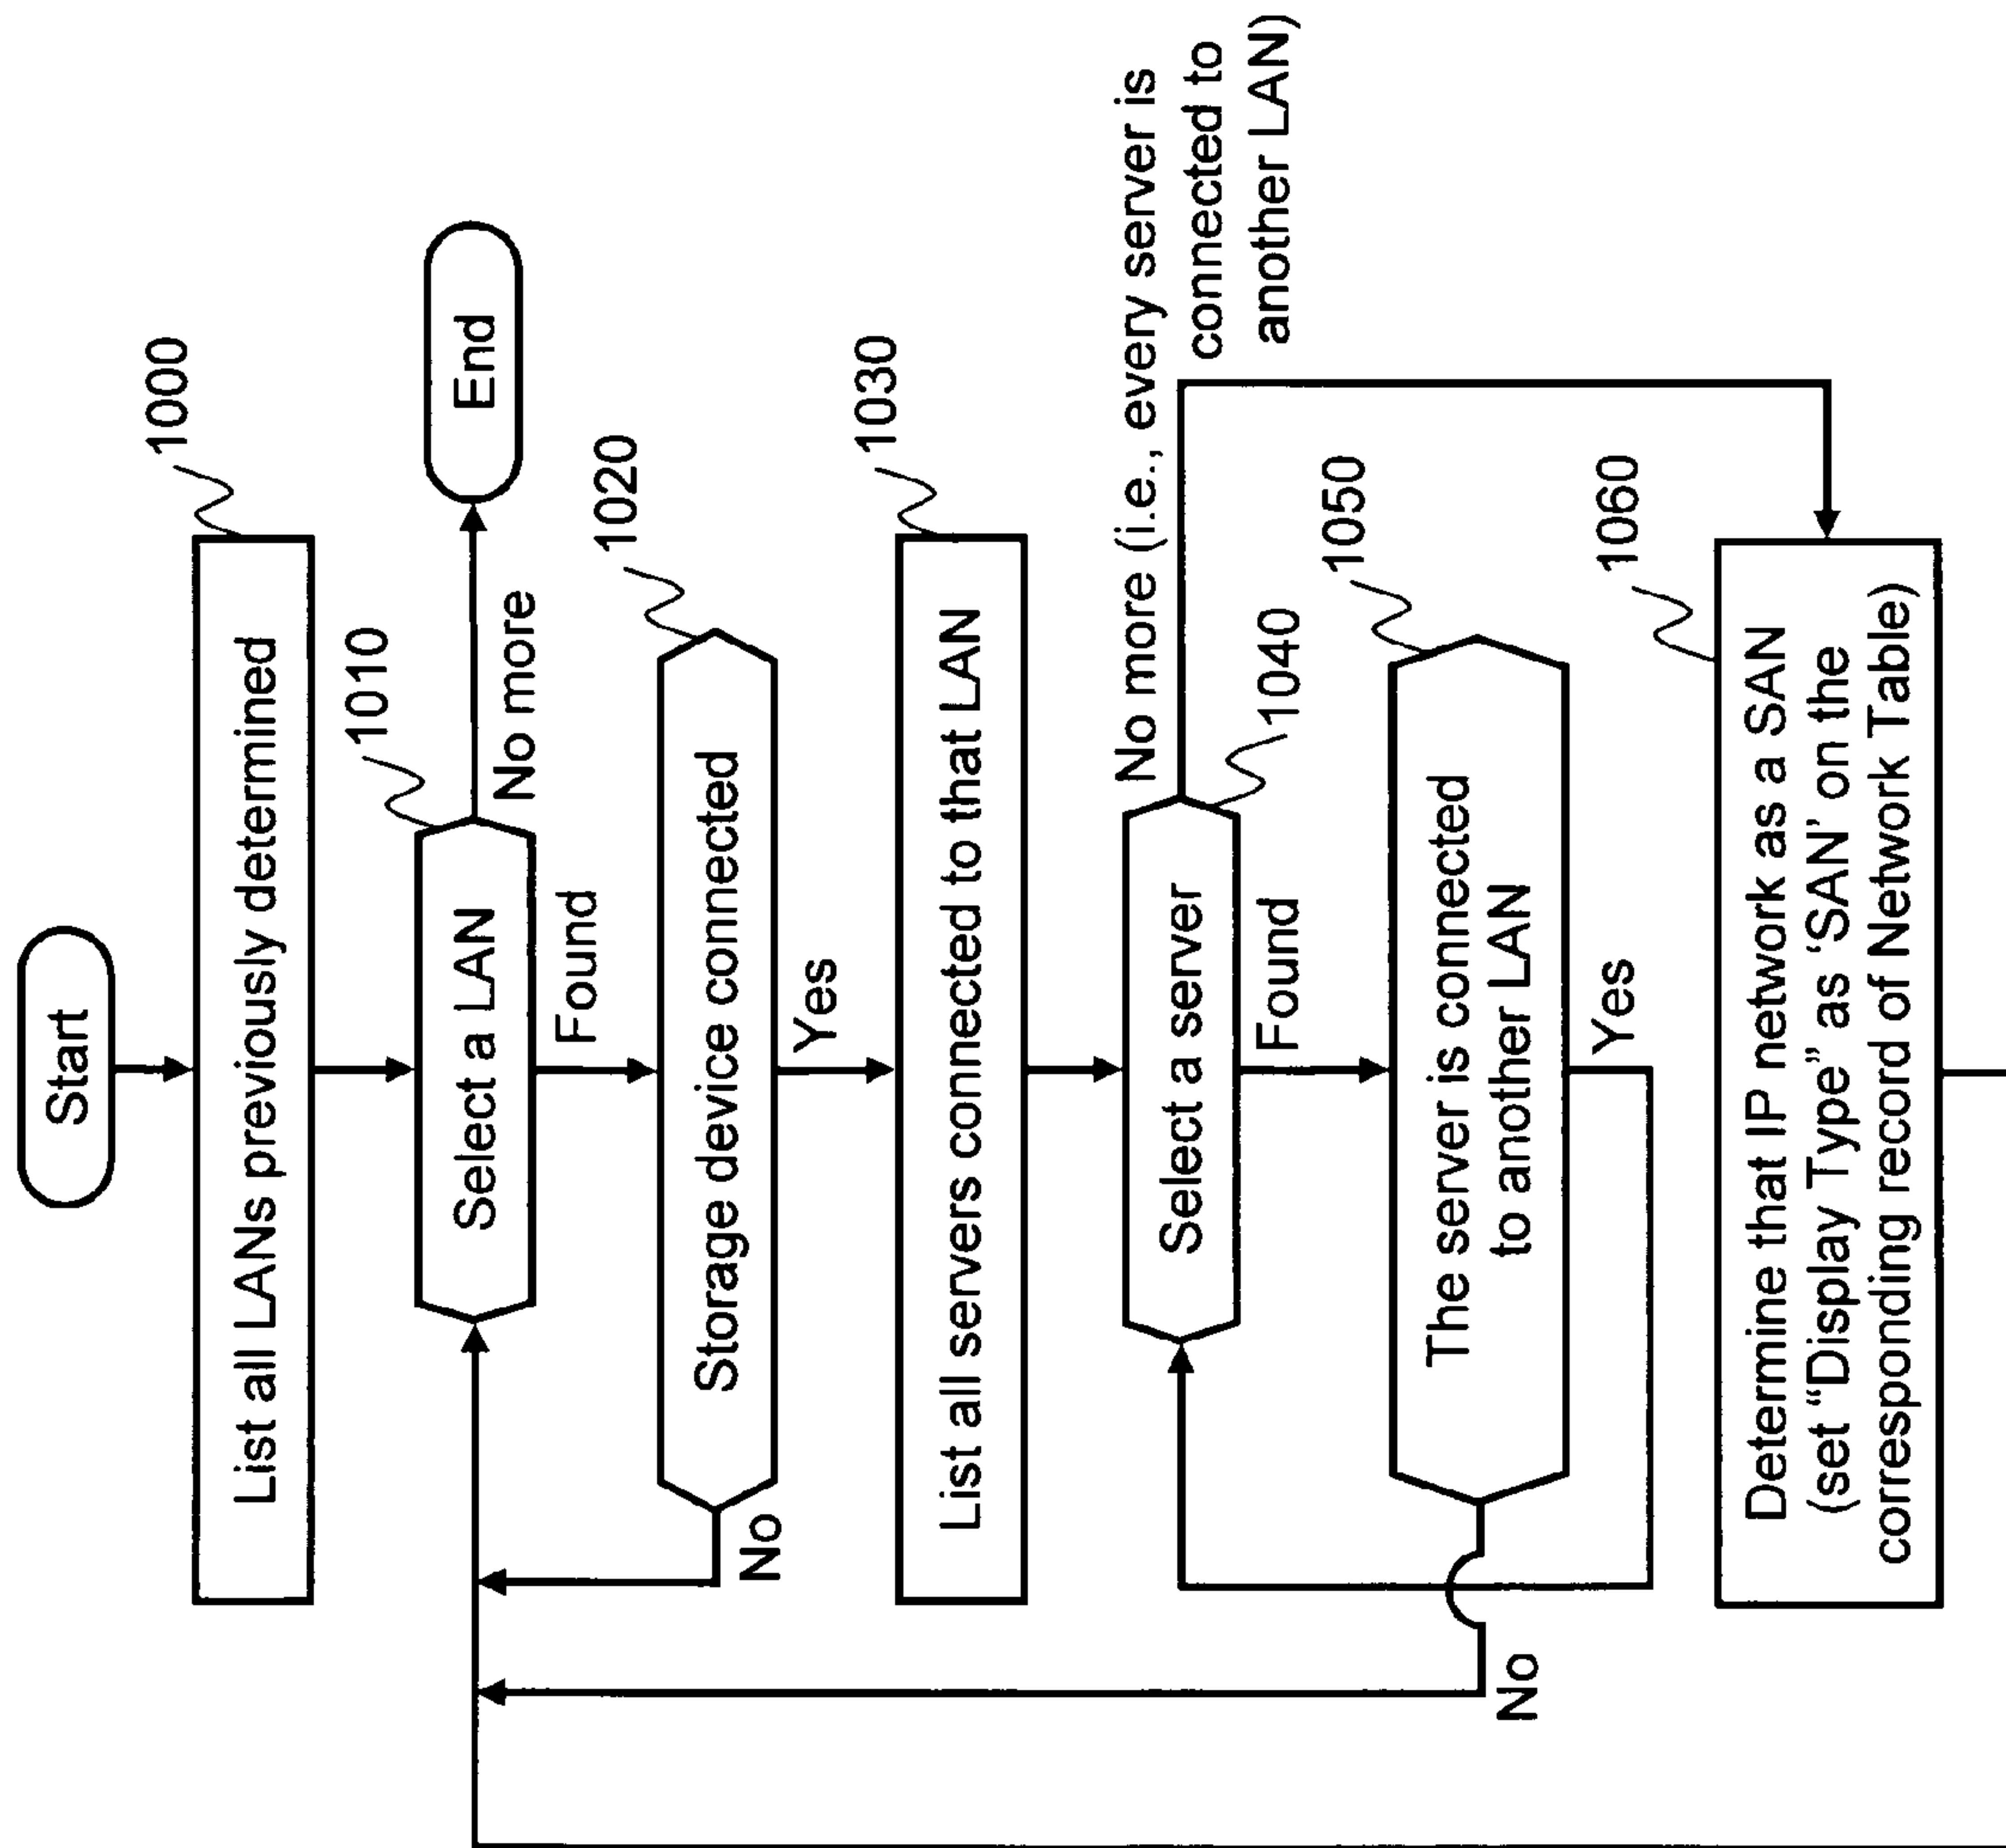 Start
1000
List all LANs previously determined
1010
Select a LAN
No more
End
Found
1020
Storage device connected
No
Yes
1030
List all servers connected to that LAN
No more (i.e., every server is
connected to
another LAN)
Select a server
1040
Found
1050
The server is connected
to another LAN
No
Yes
1060
Determine that IP network as a SAN
(set “Display Type” as ‘SAN’ on the
corresponding record of Network Table)